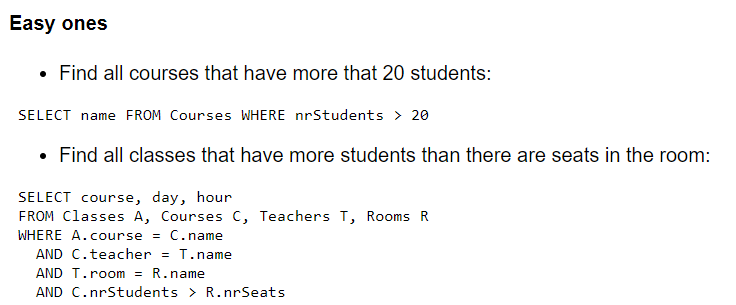 Easy ones
• Find all courses that have more that 20 students:
SELECT name FROM Courses WHERE nrStudents > 20
• Find all classes that have more students than there are seats in the room:
SELECT course, day, hour
FROM Classes A, Courses C, Teachers T, Rooms R
WHERE A.course = C.name
  AND C.teacher = T.name
  AND T.room = R.name
  AND C.nrStudents > R.nrSeats